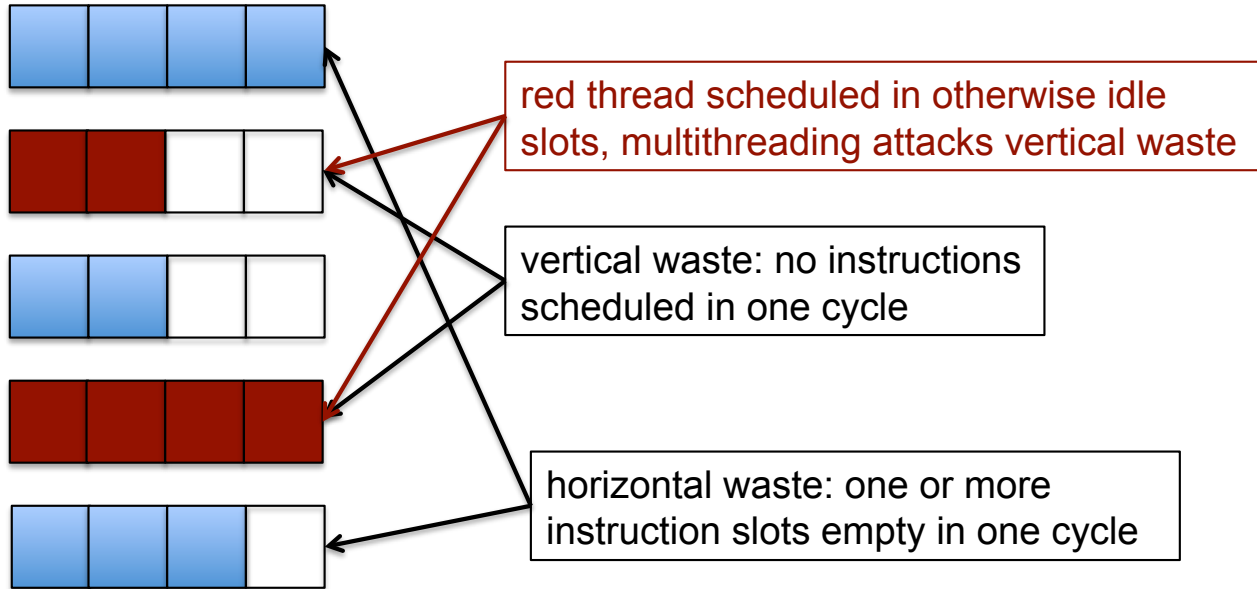 red thread scheduled in otherwise idle
slots, multithreading attacks vertical waste
vertical waste: no instructions
scheduled in one cycle
horizontal waste: one or more
instruction slots empty in one cycle